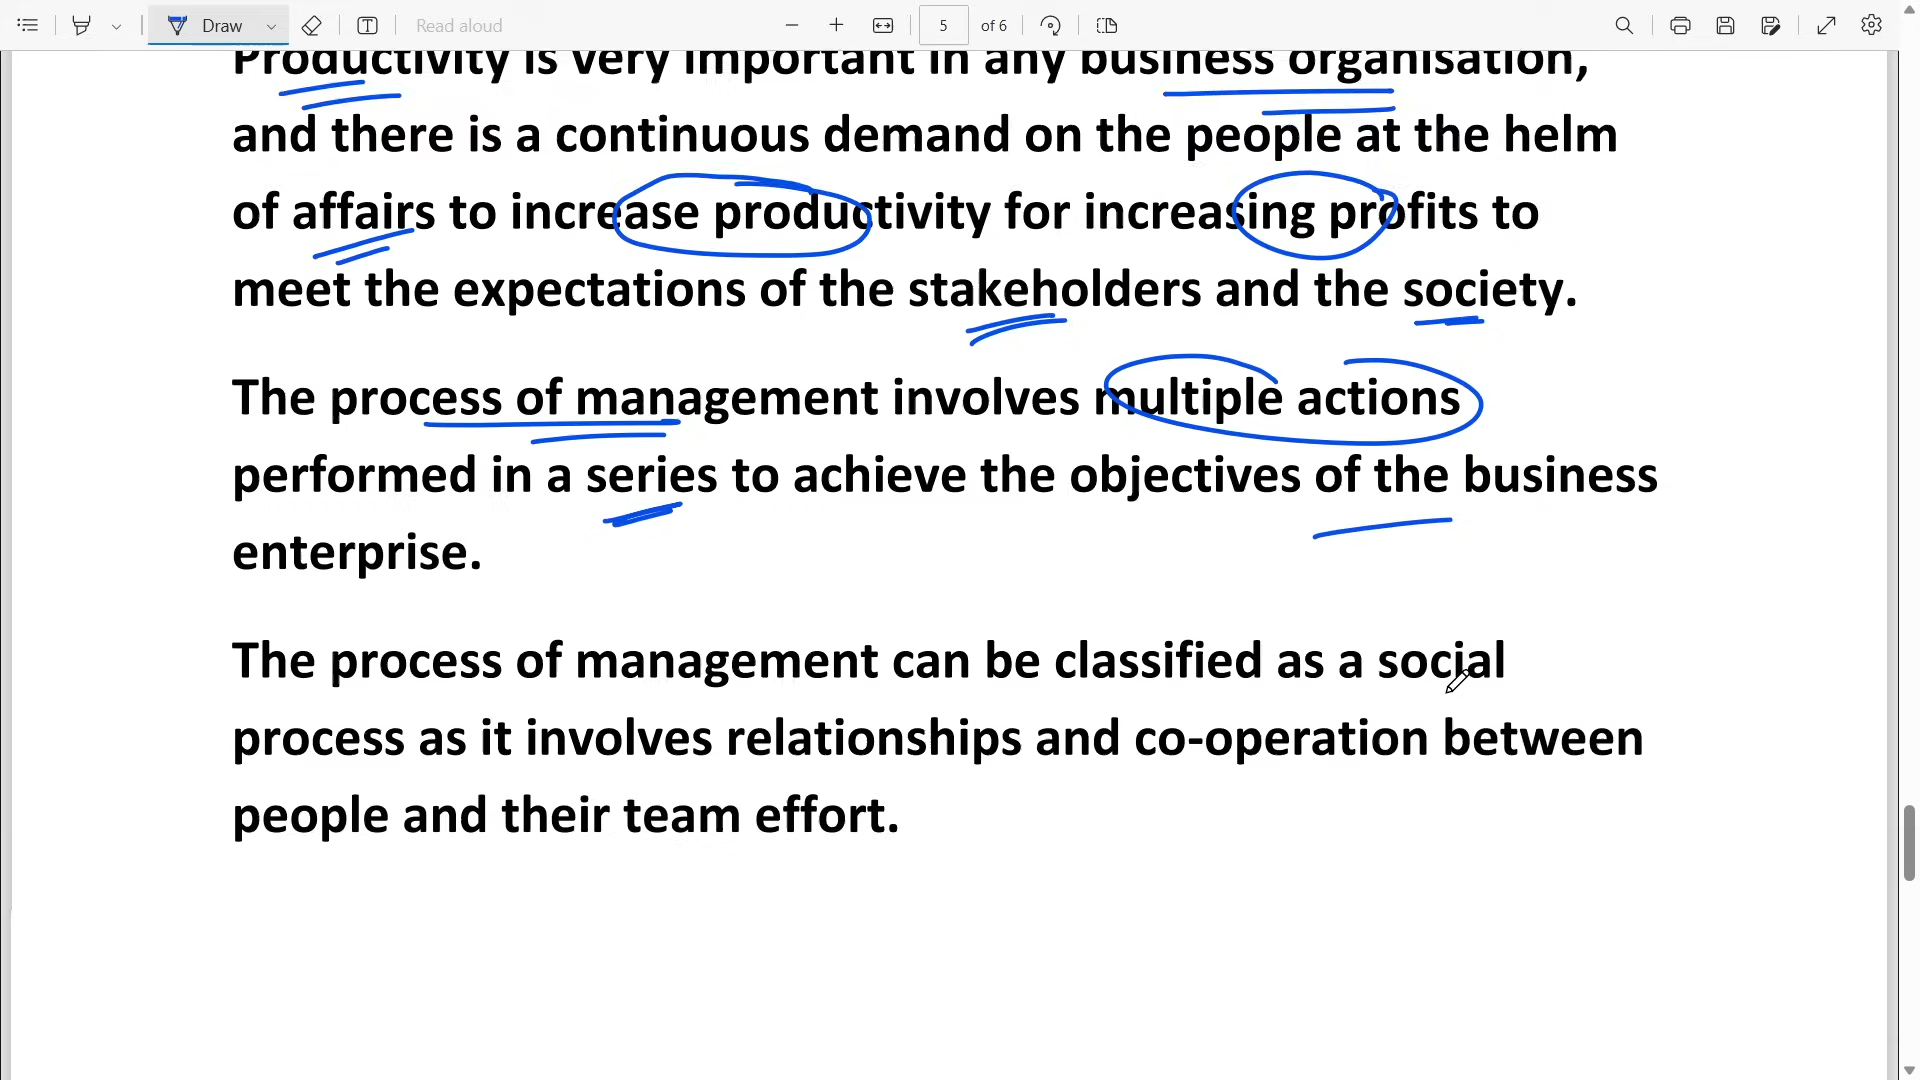 Draw
Read aloud
5 of 6
Productivity is very important in any business organisation,
and there is a continuous demand on the people at the helm
of affairs to increase productivity for increasing profits to
meet the expectations of the stakeholders and the society.
The process of management involves multiple actions
performed in a series to achieve the objectives of the business
enterprise.
The process of management can be classified as a social
process as it involves relationships and co-operation between
people and their team effort.